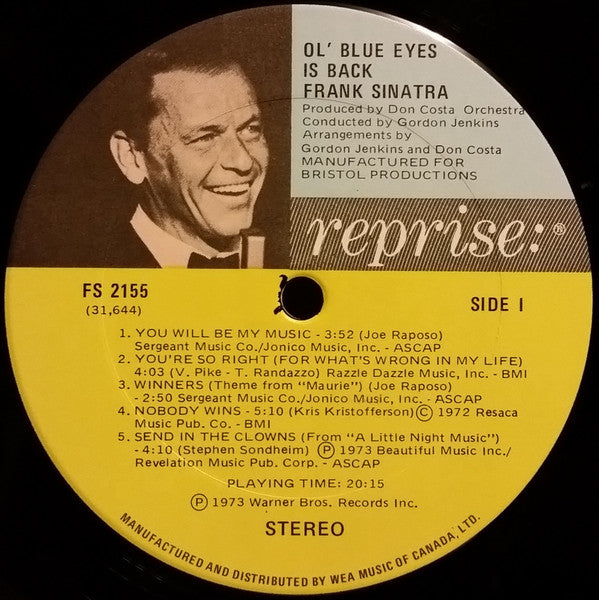 OL' BLUE EYES
IS BACK
FRANK SINATRA
Produced by Don Costa Orchestra
Conducted by Gordon Jenkins
Arrangements by
Gordon Jenkins and Don Costa
MANUFACTURED FOR
BRISTOL PRODUCTIONS
reprise:®
FS 2155
(31,644)
SIDE I
1. YOU WILL BE MY MUSIC - 3:52 (Joe Raposo)
Sergeant Music Co./Jonico Music, Inc. - ASCAP
2. YOU'RE SO RIGHT (FOR WHAT'S WRONG IN MY LIFE)
4:03 (V. Pike - T. Randazzo) Razzle Dazzle Music, Inc. - BMI
3. WINNERS (Theme from "Maurie") (Joe Raposo)
- 2:50 Sergeant Music Co./Jonico Music, Inc. - ASCAP
4. NOBODY WINS - 5:10 (Kris Kristofferson) © 1972 Resaca
Music Pub. Co. - BMI
5. SEND IN THE CLOWNS (From "A Little Night Music")
- 4:10 (Stephen Sondheim) ℗ 1973 Beautiful Music Inc./
Revelation Music Pub. Corp. - ASCAP
PLAYING TIME: 20:15
℗ 1973 Warner Bros. Records Inc.
STEREO
MANUFACTURED AND DISTRIBUTED BY WEA MUSIC OF CANADA, LTD.